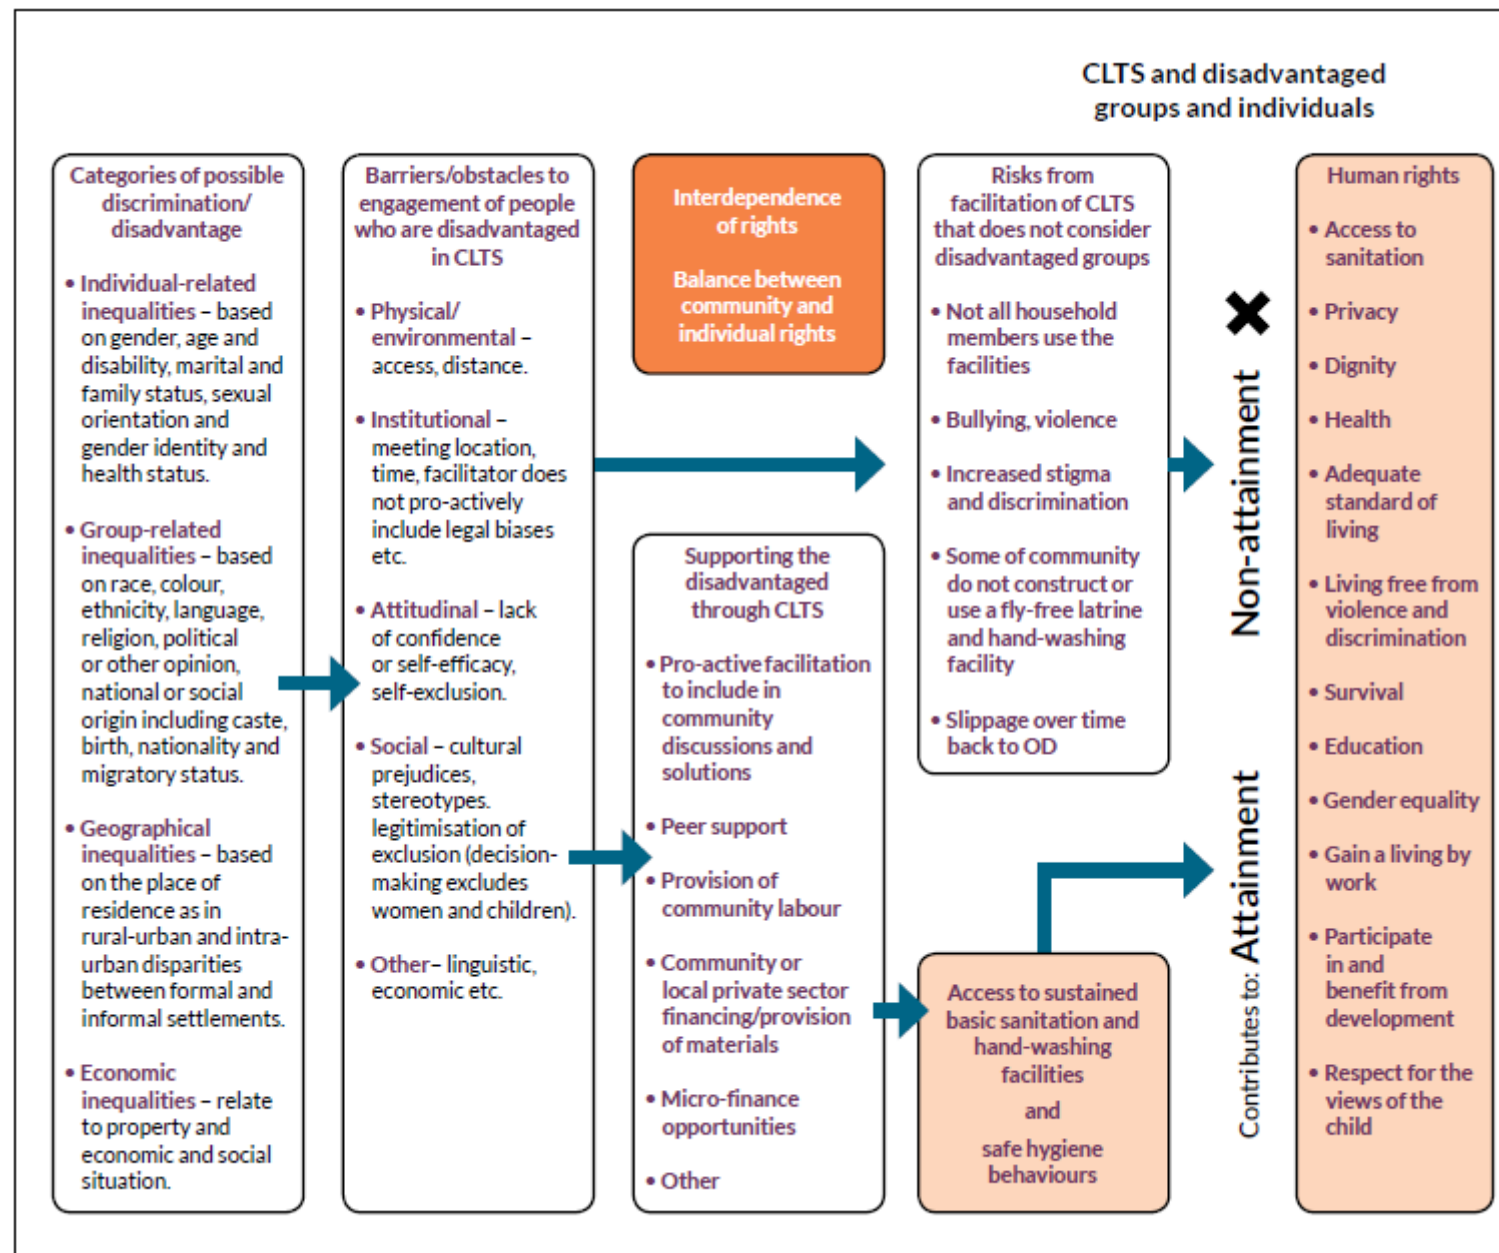 CLTS and disadvantaged
groups and individuals
Categories of possible
discrimination/
disadvantage
• Individual-related
inequalities – based
on gender, age and
disability, marital and
family status, sexual
orientation and
gender identity and
health status.
• Group-related
inequalities – based
on race, colour,
ethnicity, language,
religion, political
or other opinion,
national or social
origin including caste,
birth, nationality and
migratory status.
• Geographical
inequalities – based
on the place of
residence as in
rural-urban and intra-
urban disparities
between formal and
informal settlements.
• Economic
inequalities – relate
to property and
economic and social
situation.
Barriers/obstacles to
engagement of people
who are disadvantaged
in CLTS
• Physical/
environmental –
access, distance.
• Institutional –
meeting location,
time, facilitator does
not pro-actively
include legal biases
etc.
• Attitudinal – lack
of confidence
or self-efficacy,
self-exclusion.
• Social – cultural
prejudices,
stereotypes.
legitimisation of
exclusion (decision-
making excludes
women and children).
• Other– linguistic,
economic etc.
Interdependence
of rights
Balance between
community and
individual rights
Supporting the
disadvantaged
through CLTS
• Pro-active facilitation
to include in
community
discussions and
solutions
• Peer support
• Provision of
community labour
• Community or
local private sector
financing/provision
of materials
• Micro-finance
opportunities
• Other
Risks from
facilitation of CLTS
that does not consider
disadvantaged groups
• Not all household
members use the
facilities
• Bullying, violence
• Increased stigma
and discrimination
• Some of community
do not construct or
use a fly-free latrine
and hand-washing
facility
• Slippage over time
back to OD
Access to sustained
basic sanitation and
hand-washing
facilities
and
safe hygiene
behaviours
Non-attainment
Contributes to: Attainment
Human rights
• Access to
sanitation
• Privacy
• Dignity
• Health
• Adequate
standard of
living
• Living free from
violence and
discrimination
• Survival
• Education
• Gender equality
• Gain a living by
work
• Participate
in and
benefit from
development
• Respect for the
views of the
child